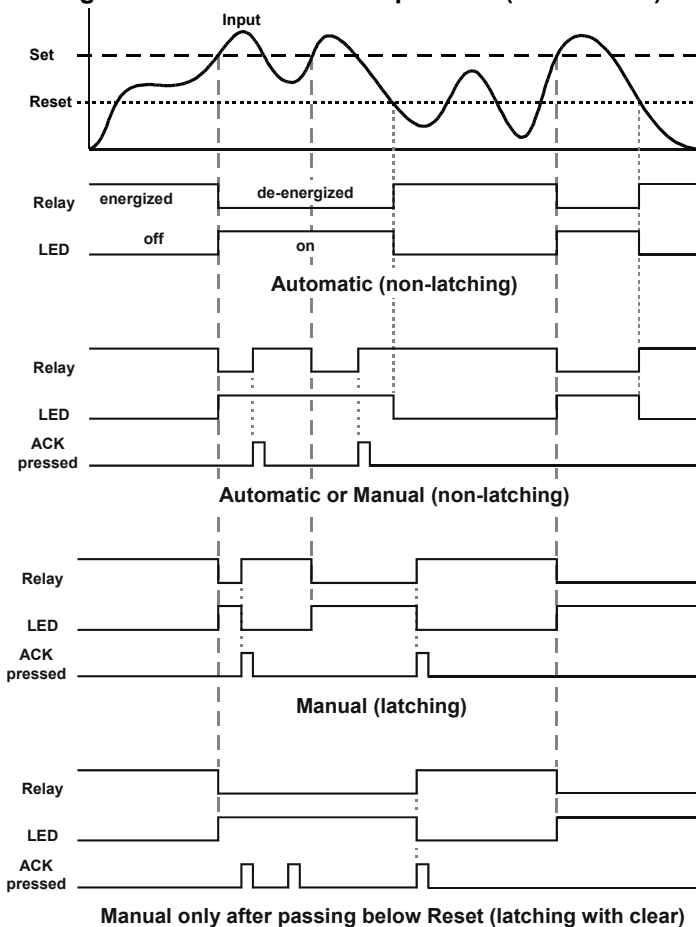 Input
Set
Reset
Relay energized de-energized
LED off on
Automatic (non-latching)
Relay
LED
ACK
pressed
Automatic or Manual (non-latching)
Relay
LED
ACK
pressed
Manual (latching)
Relay
LED
ACK
pressed
Manual only after passing below Reset (latching with clear)